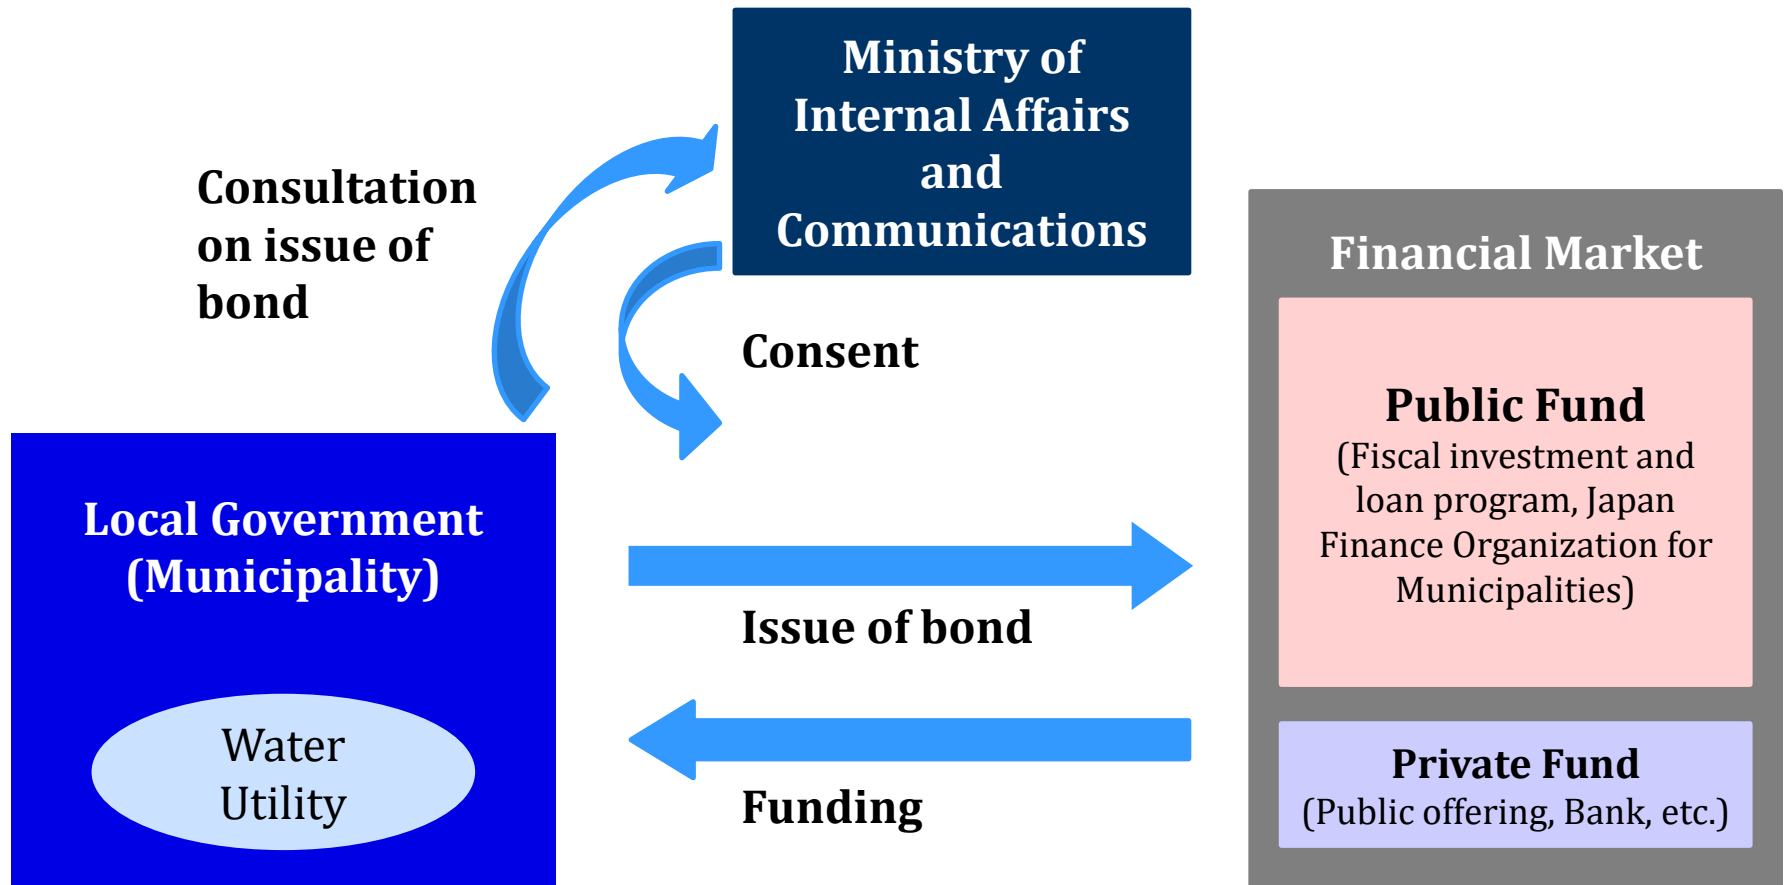 Ministry of
Internal Affairs
and
Communications
Consultation
on issue of
bond
Consent
Local Government
(Municipality)
Water
Utility
Issue of bond
Funding
Financial Market
Public Fund
(Fiscal investment and
loan program, Japan
Finance Organization for
Municipalities)
Private Fund
(Public offering, Bank, etc.)